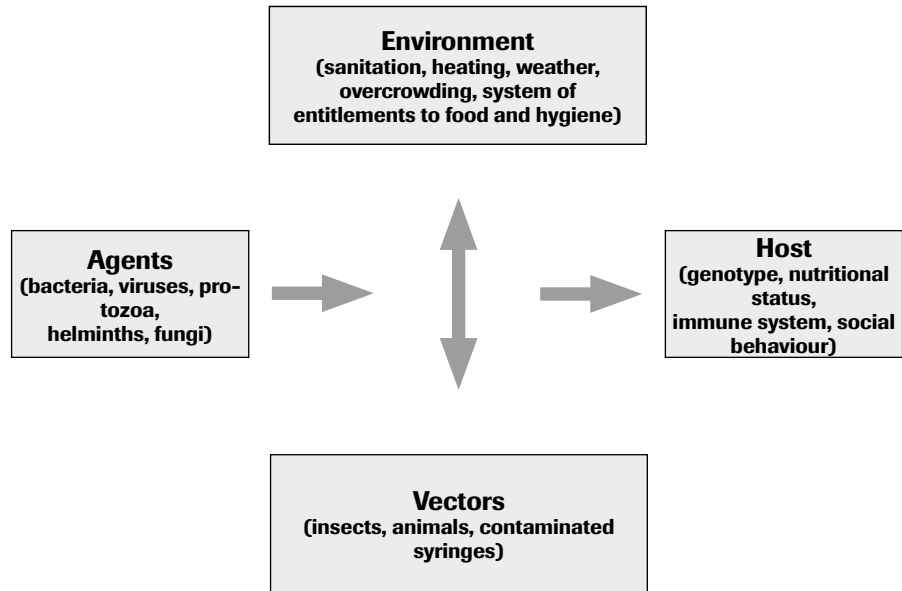 Environment
(sanitation, heating, weather,
overcrowding, system of
entitlements to food and hygiene)
Agents
(bacteria, viruses, pro-
tozoa,
helminths, fungi)
Host
(genotype, nutritional
status,
immune system, social
behaviour)
Vectors
(insects, animals, contaminated
syringes)